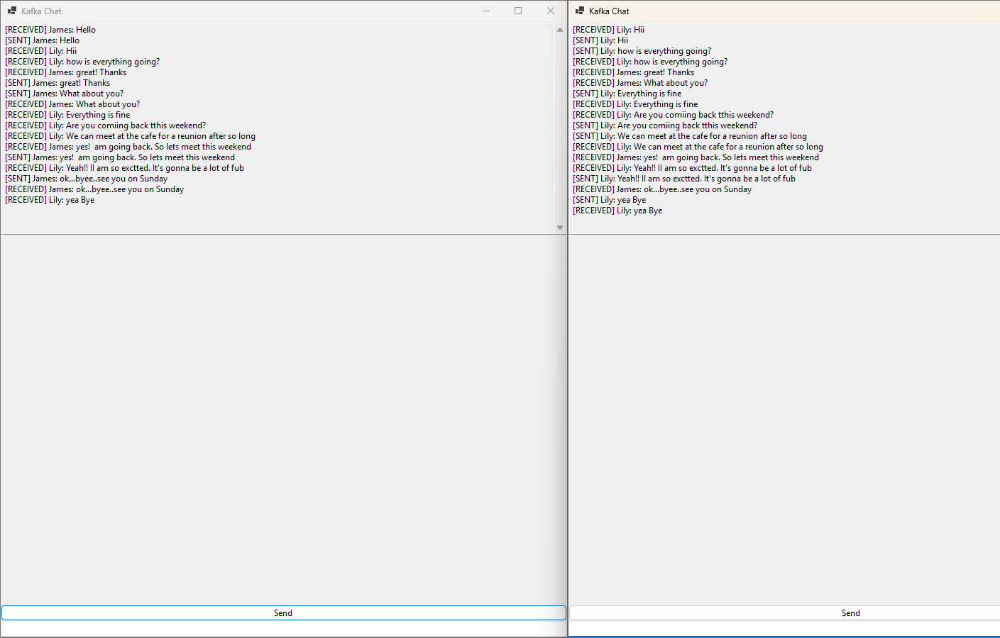 Kafka Chat
[RECEIVED] James: Hello
[SENT] James: Hello
[RECEIVED] Lily: Hii
[RECEIVED] Lily: how is everything going?
[RECEIVED] James: great! Thanks
[SENT] James: great! Thanks
[SENT] James: What about you?
[RECEIVED] James: What about you?
[RECEIVED] Lily: Everything is fine
[RECEIVED] Lily: Are you comiing back tthis weekend?
[RECEIVED] Lily: We can meet at the cafe for a reunion after so long
[RECEIVED] James: yes!  am going back. So lets meet this weekend
[SENT] James: yes!  am going back. So lets meet this weekend
[RECEIVED] Lily: Yeah!! II am so exctted. It's gonna be a lot of fub
[SENT] James: ok...byee..see you on Sunday
[RECEIVED] James: ok...byee..see you on Sunday
[RECEIVED] Lily: yea Bye
Send
Kafka Chat
[RECEIVED] Lily: Hii
[SENT] Lily: Hii
[SENT] Lily: how is everything going?
[RECEIVED] Lily: how is everything going?
[RECEIVED] James: great! Thanks
[RECEIVED] James: What about you?
[SENT] Lily: Everything is fine
[RECEIVED] Lily: Everything is fine
[RECEIVED] Lily: Are you comiing back tthis weekend?
[SENT] Lily: Are you comiing back tthis weekend?
[SENT] Lily: We can meet at the cafe for a reunion after so long
[RECEIVED] Lily: We can meet at the cafe for a reunion after so long
[RECEIVED] James: yes!  am going back. So lets meet this weekend
[RECEIVED] Lily: Yeah!! II am so exctted. It's gonna be a lot of fub
[SENT] Lily: Yeah!! II am so exctted. It's gonna be a lot of fub
[RECEIVED] James: ok...byee..see you on Sunday
[SENT] Lily: yea Bye
[RECEIVED] Lily: yea Bye
Send